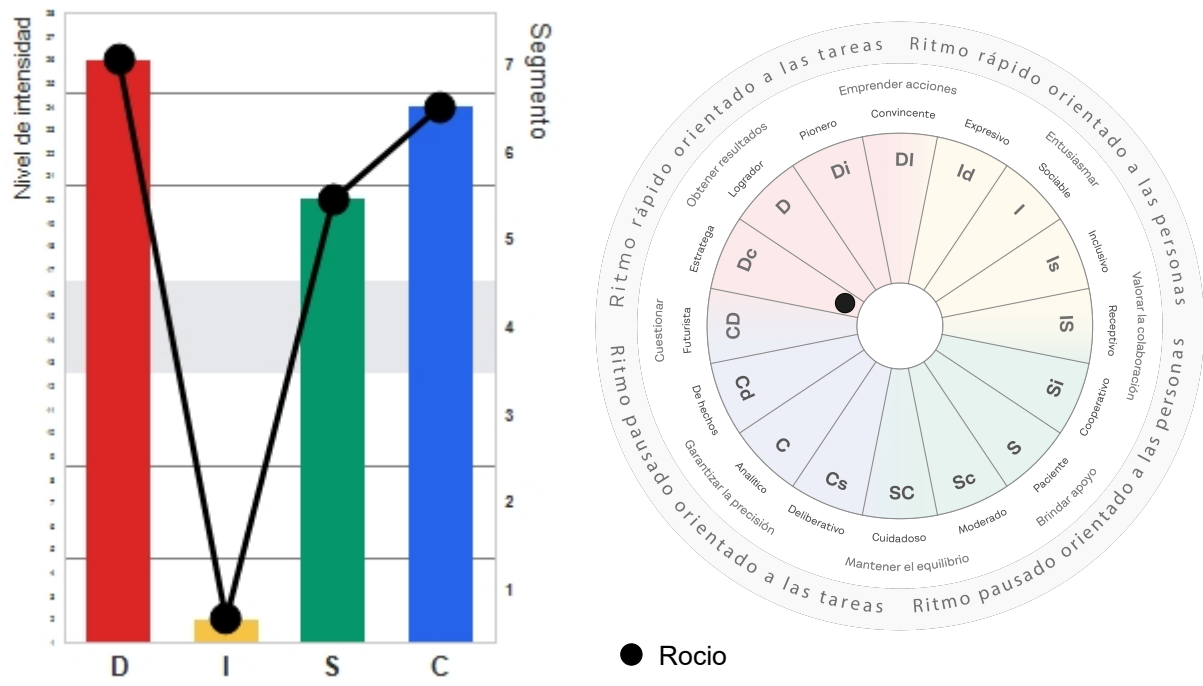 Nivel de intensidad
Segmento
7
6
5
4
3
2
1
D
I
S
C
Ritmo rápido orientado a las tareas
Ritmo rápido orientado a las personas
Ritmo pausado orientado a las tareas
Ritmo pausado orientado a las personas
Emprender acciones
Entusiasmar
Valorar la colaboración
Brindar apoyo
Mantener el equilibrio
Garantizar la precisión
Cuestionar
Obtener resultados
Convincente
Expresivo
Sociable
Inclusivo
Receptivo
Cooperativo
Paciente
Moderado
Cuidadoso
Deliberativo
Analítico
De hechos
Futurista
Estratega
Logrador
Pionero
DI
Id
I
Is
IS
Si
S
Sc
SC
Cs
C
Cd
CD
Dc
D
Di
Rocio